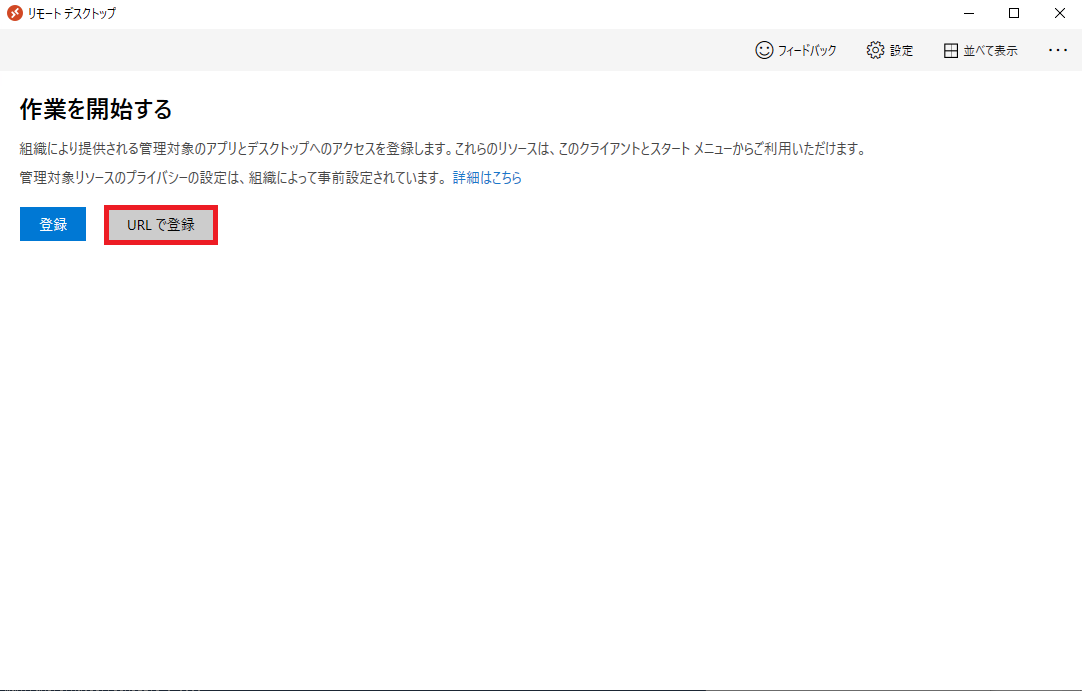 リモート デスクトップ
フィードバック 設定 並べて表示 ···
作業を開始する
組織により提供される管理対象のアプリとデスクトップへのアクセスを登録します。これらのリソースは、このクライアントとスタート メニューからご利用いただけます。
管理対象リソースのプライバシーの設定は、組織によって事前設定されています。 詳細はこちら
登録 URL で登録